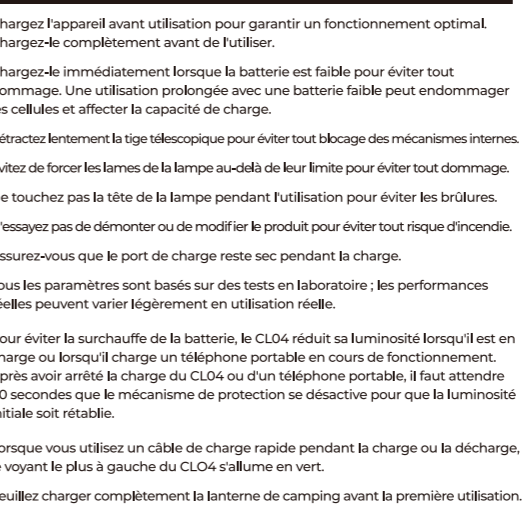 hargez l'appareil avant utilisation pour garantir un fonctionnement optimal.
hargez-le complètement avant de l'utiliser.
hargez-le immédiatement lorsque la batterie est faible pour éviter tout
ommage. Une utilisation prolongée avec une batterie faible peut endommager
s cellules et affecter la capacité de charge.
étractez lentement la tige télescopique pour éviter tout blocage des mécanismes internes.
vitez de forcer les lames de la lampe au-delà de leur limite pour éviter tout dommage.
e touchez pas la tête de la lampe pendant l'utilisation pour éviter les brûlures.
'essayez pas de démonter ou de modifier le produit pour éviter tout risque d'incendie.
ssurez-vous que le port de charge reste sec pendant la charge.
ous les paramètres sont basés sur des tests en laboratoire ; les performances
éelles peuvent varier légèrement en utilisation réelle.
our éviter la surchauffe de la batterie, le CL04 réduit sa luminosité lorsqu'il est en
harge ou lorsqu'il charge un téléphone portable en cours de fonctionnement.
près avoir arrêté la charge du CL04 ou d'un téléphone portable, il faut attendre
0 secondes que le mécanisme de protection se désactive pour que la luminosité
itiale soit rétablie.
orsque vous utilisez un câble de charge rapide pendant la charge ou la décharge,
e voyant le plus à gauche du CLO4 s'allume en vert.
euillez charger complètement la lanterne de camping avant la première utilisation.